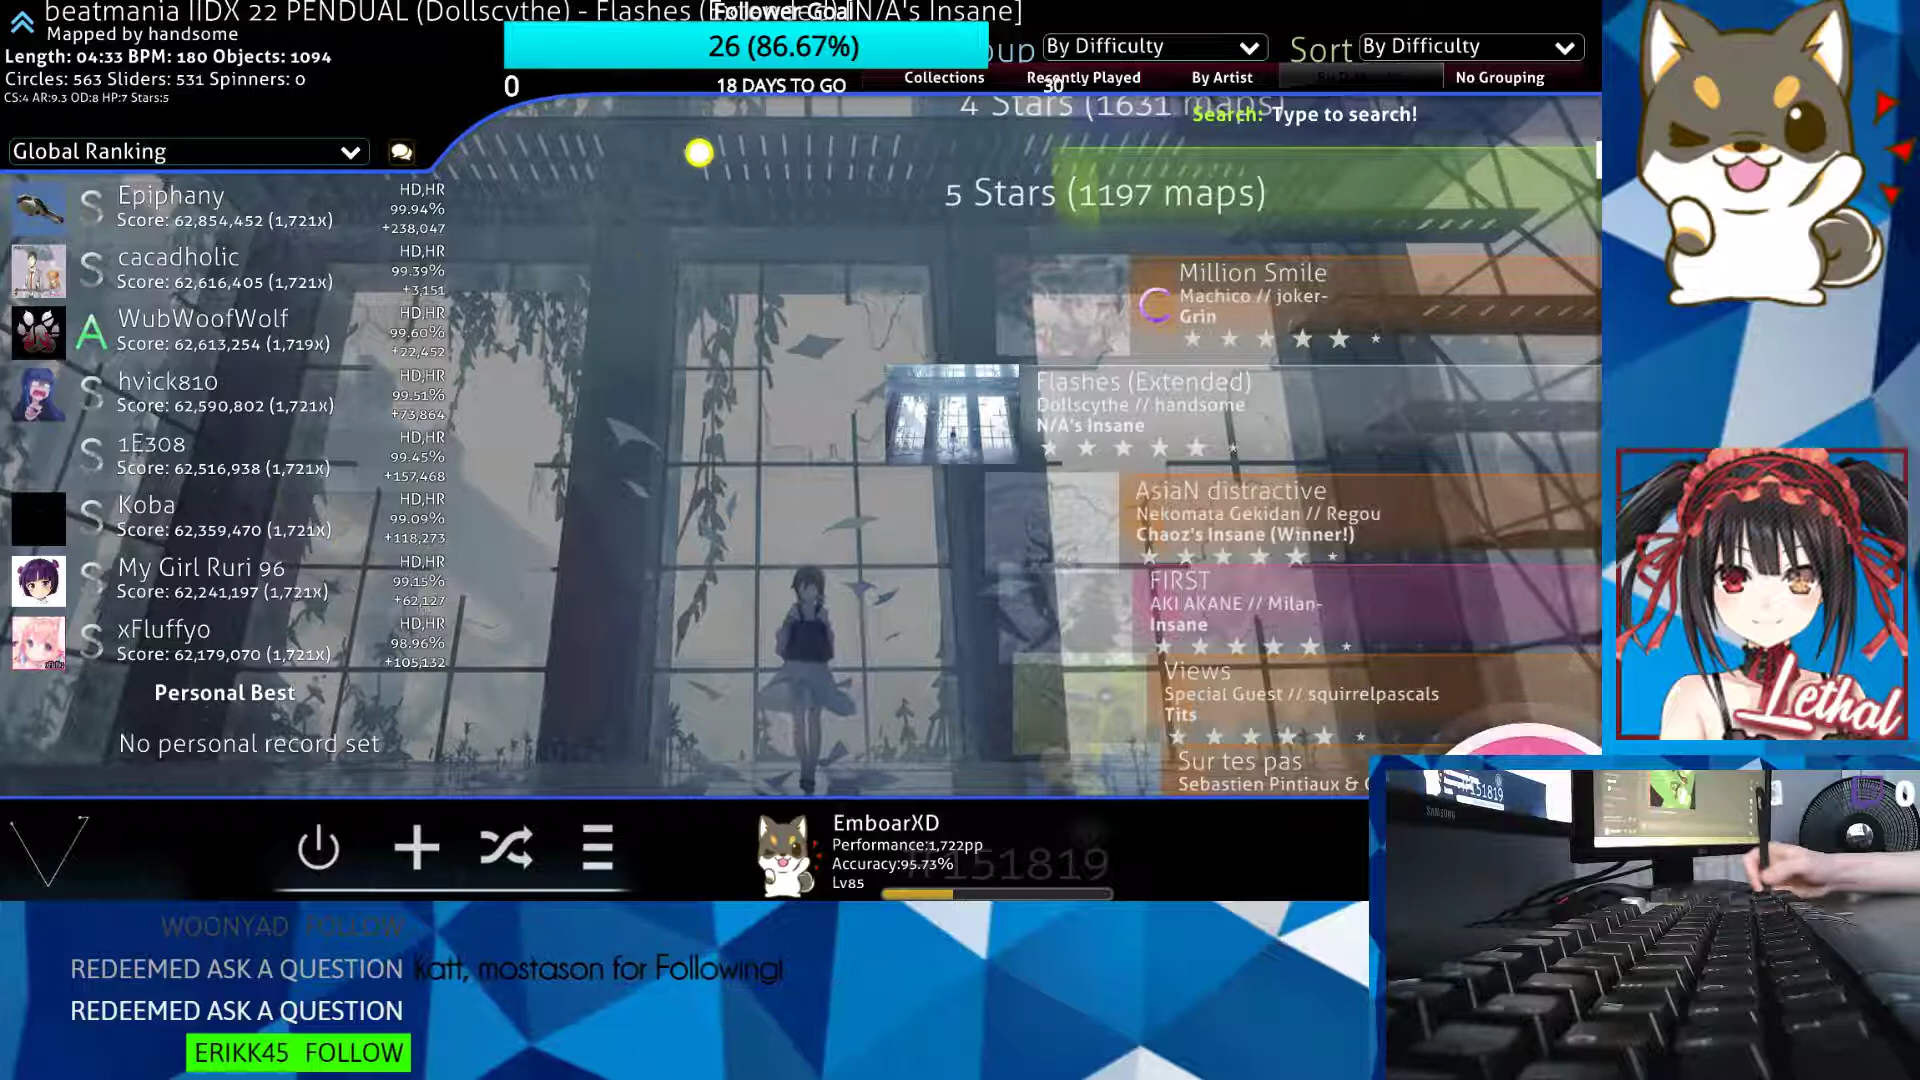 beatmania IIDX 22 PENDUAL (Dollscythe) - Flashes (Extended) [N/A's Insane]
Mapped by handsome
Length: 04:33 BPM: 180 Objects: 1094
Circles: 563 Sliders: 531 Spinners: 0
CS:4 AR:9.3 OD:8 HP:7 Stars:5
Follower Goal
26 (86.67%)
0
18 DAYS TO GO
30
By Difficulty
Sort
By Difficulty
Collections
Recently Played
By Artist
No Grouping
4 Stars (1631 maps)
Search: Type to search!
5 Stars (1197 maps)
Global Ranking
Epiphany
Score: 62,854,452 (1,721x)
HD,HR
99.94%
+238,047
cacadholic
Score: 62,616,405 (1,721x)
HD,HR
99.39%
+3,151
A
WubWoofWolf
Score: 62,613,254 (1,719x)
HD,HR
99.60%
+22,452
hvick810
Score: 62,590,802 (1,721x)
HD,HR
99.51%
+73,864
1E308
Score: 62,516,938 (1,721x)
HD,HR
99.45%
+157,468
Koba
Score: 62,359,470 (1,721x)
HD,HR
99.09%
+118,273
My Girl Ruri 96
Score: 62,241,197 (1,721x)
HD,HR
99.15%
+62,127
xFluffyo
Score: 62,179,070 (1,721x)
HD,HR
98.96%
+105,132
Personal Best
No personal record set
Million Smile
Machico // joker-
Grin
Flashes (Extended)
Dollscythe // handsome
N/A's Insane
AsiaN distractive
Nekomata Gekidan // Regou
Chaoz's Insane (Winner!)
FIRST
AKI AKANE // Milan-
Insane
Views
Special Guest // squirrelpascals
Tits
Sur tes pas
Sebastien Pintiaux &
Lethal
EmboarXD
Performance:1,722pp
Accuracy:95.73%
Lv85
#151819
WOONYAD FOLLOW
REDEEMED ASK A QUESTION
katt, mostason for Following!
REDEEMED ASK A QUESTION
ERIKK45 FOLLOW
SAMSUNG
151819
0